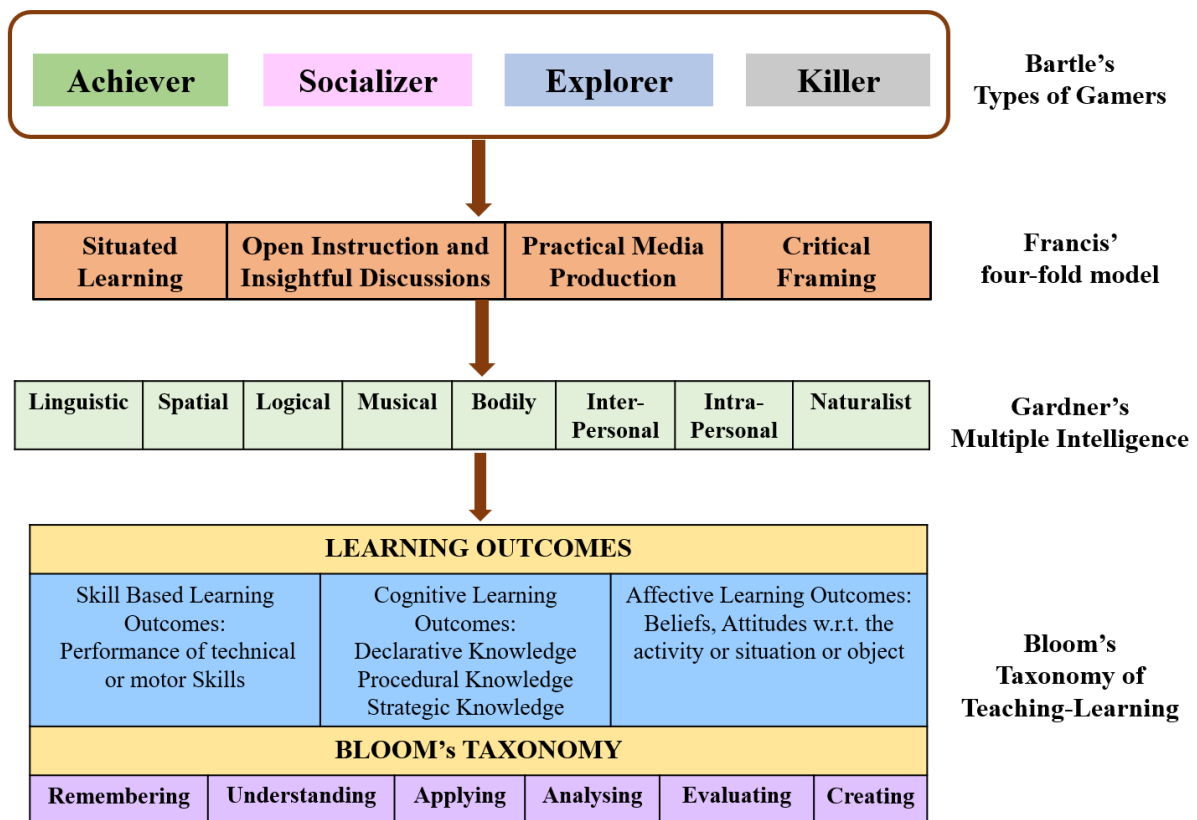 Achiever
Socializer
Explorer
Killer
Bartle's
Types of Gamers
Situated
Learning
Open Instruction and
Insightful Discussions
Practical Media
Production
Critical
Framing
Francis'
four-fold model
Linguistic
Spatial
Logical
Musical
Bodily
Inter-
Personal
Intra-
Personal
Naturalist
Gardner's
Multiple Intelligence
LEARNING OUTCOMES
Skill Based Learning
Outcomes:
Performance of technical
or motor Skills
Cognitive Learning
Outcomes:
Declarative Knowledge
Procedural Knowledge
Strategic Knowledge
Affective Learning Outcomes:
Beliefs, Attitudes w.r.t. the
activity or situation or object
BLOOM's TAXONOMY
Remembering
Understanding
Applying
Analysing
Evaluating
Creating
Bloom's
Taxonomy of
Teaching-Learning